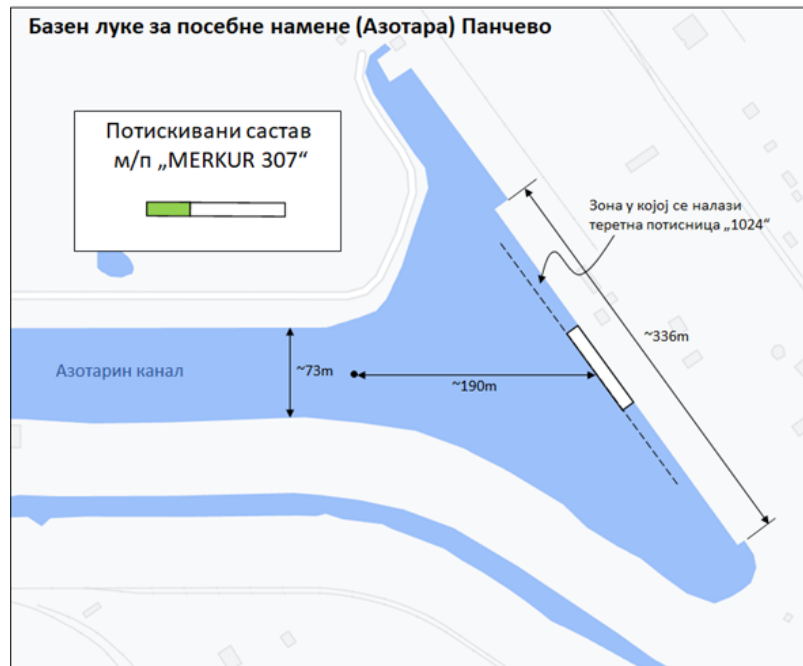 Базен луке за посебне намене (Азотара) Панчево
Потискивани састав
м/п „MERKUR 307“
Зона у којој се налази
теретна потисница „1024“
~336m
~73m
Азотарин канал
~190m